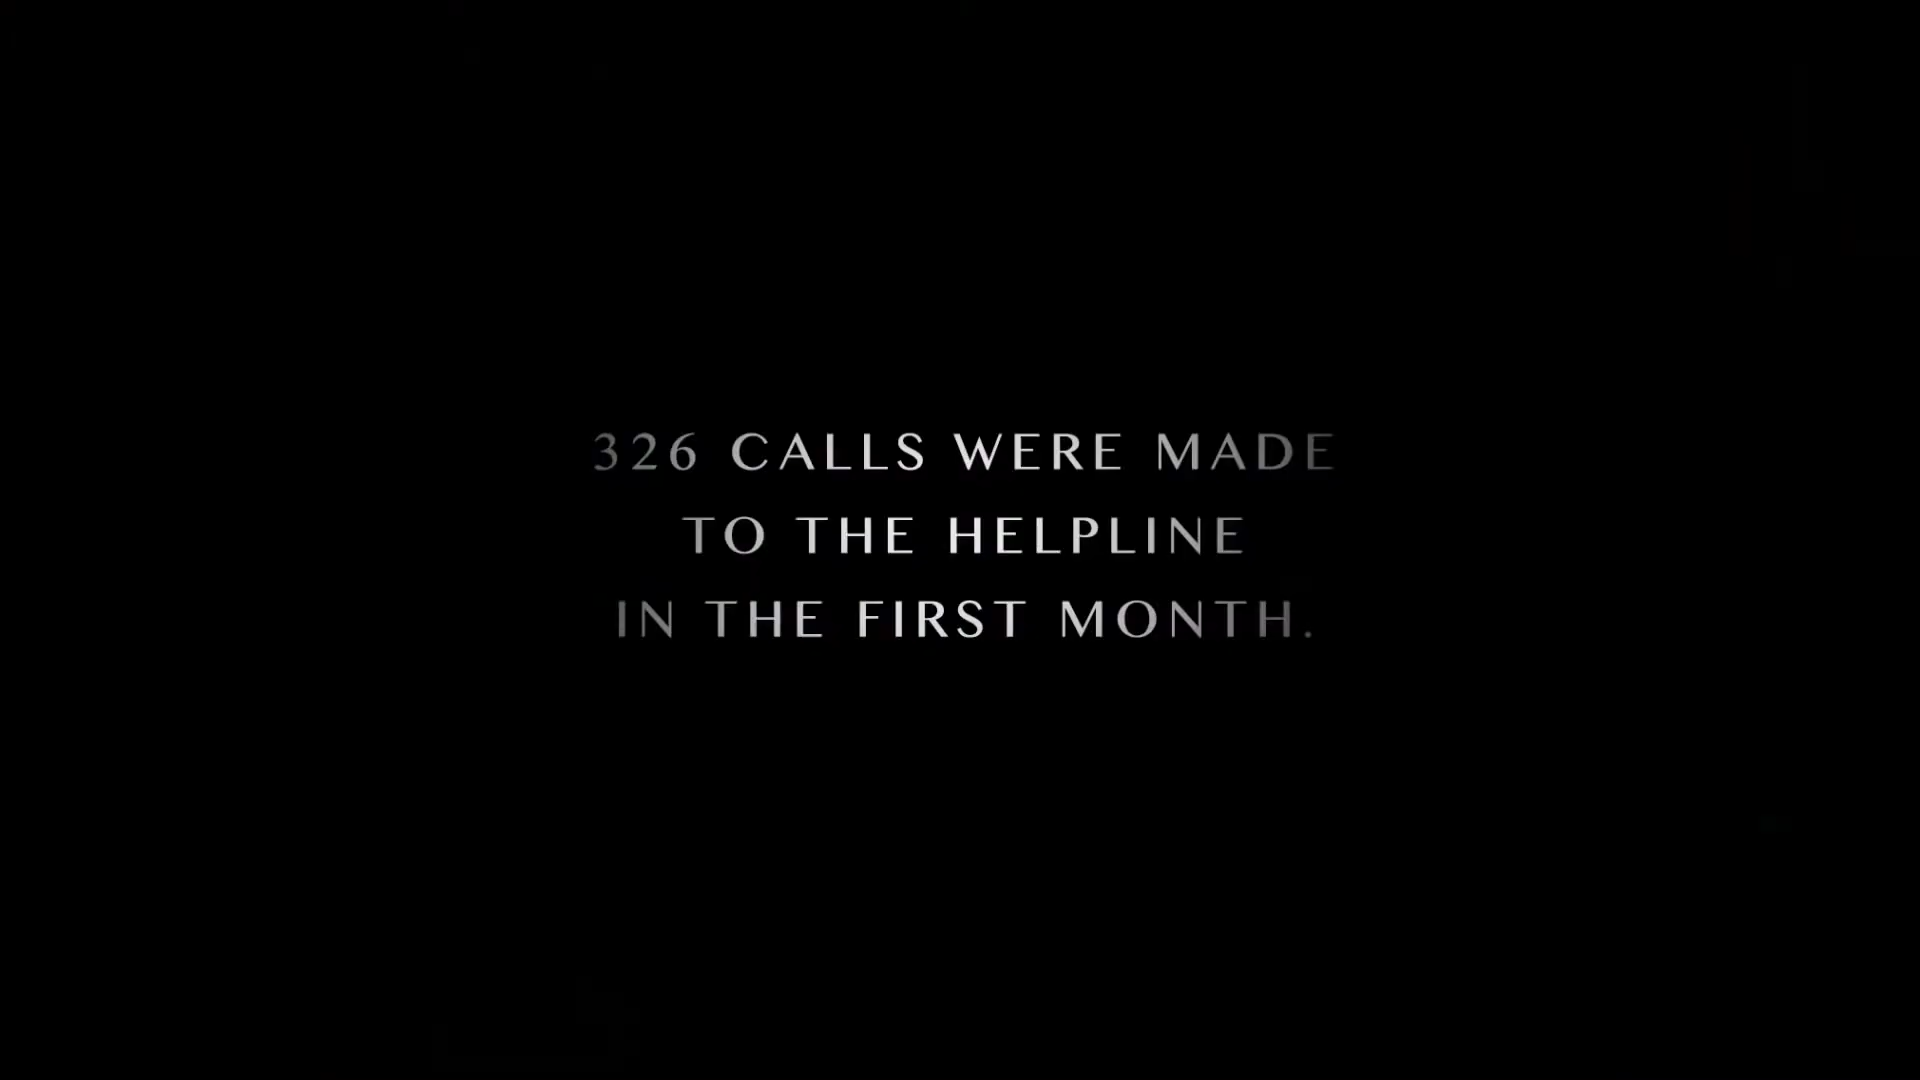 326 CALLS WERE MADE
TO THE HELPLINE
IN THE FIRST MONTH.